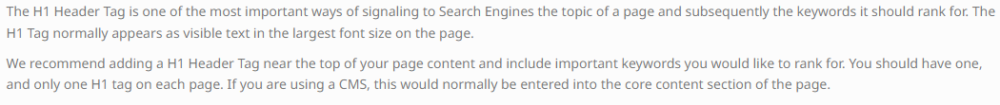 The H1 Header Tag is one of the most important ways of signaling to Search Engines the topic of a page and subsequently the keywords it should rank for. The
H1 Tag normally appears as visible text in the largest font size on the page.
We recommend adding a H1 Header Tag near the top of your page content and include important keywords you would like to rank for. You should have one,
and only one H1 tag on each page. If you are using a CMS, this would normally be entered into the core content section of the page.